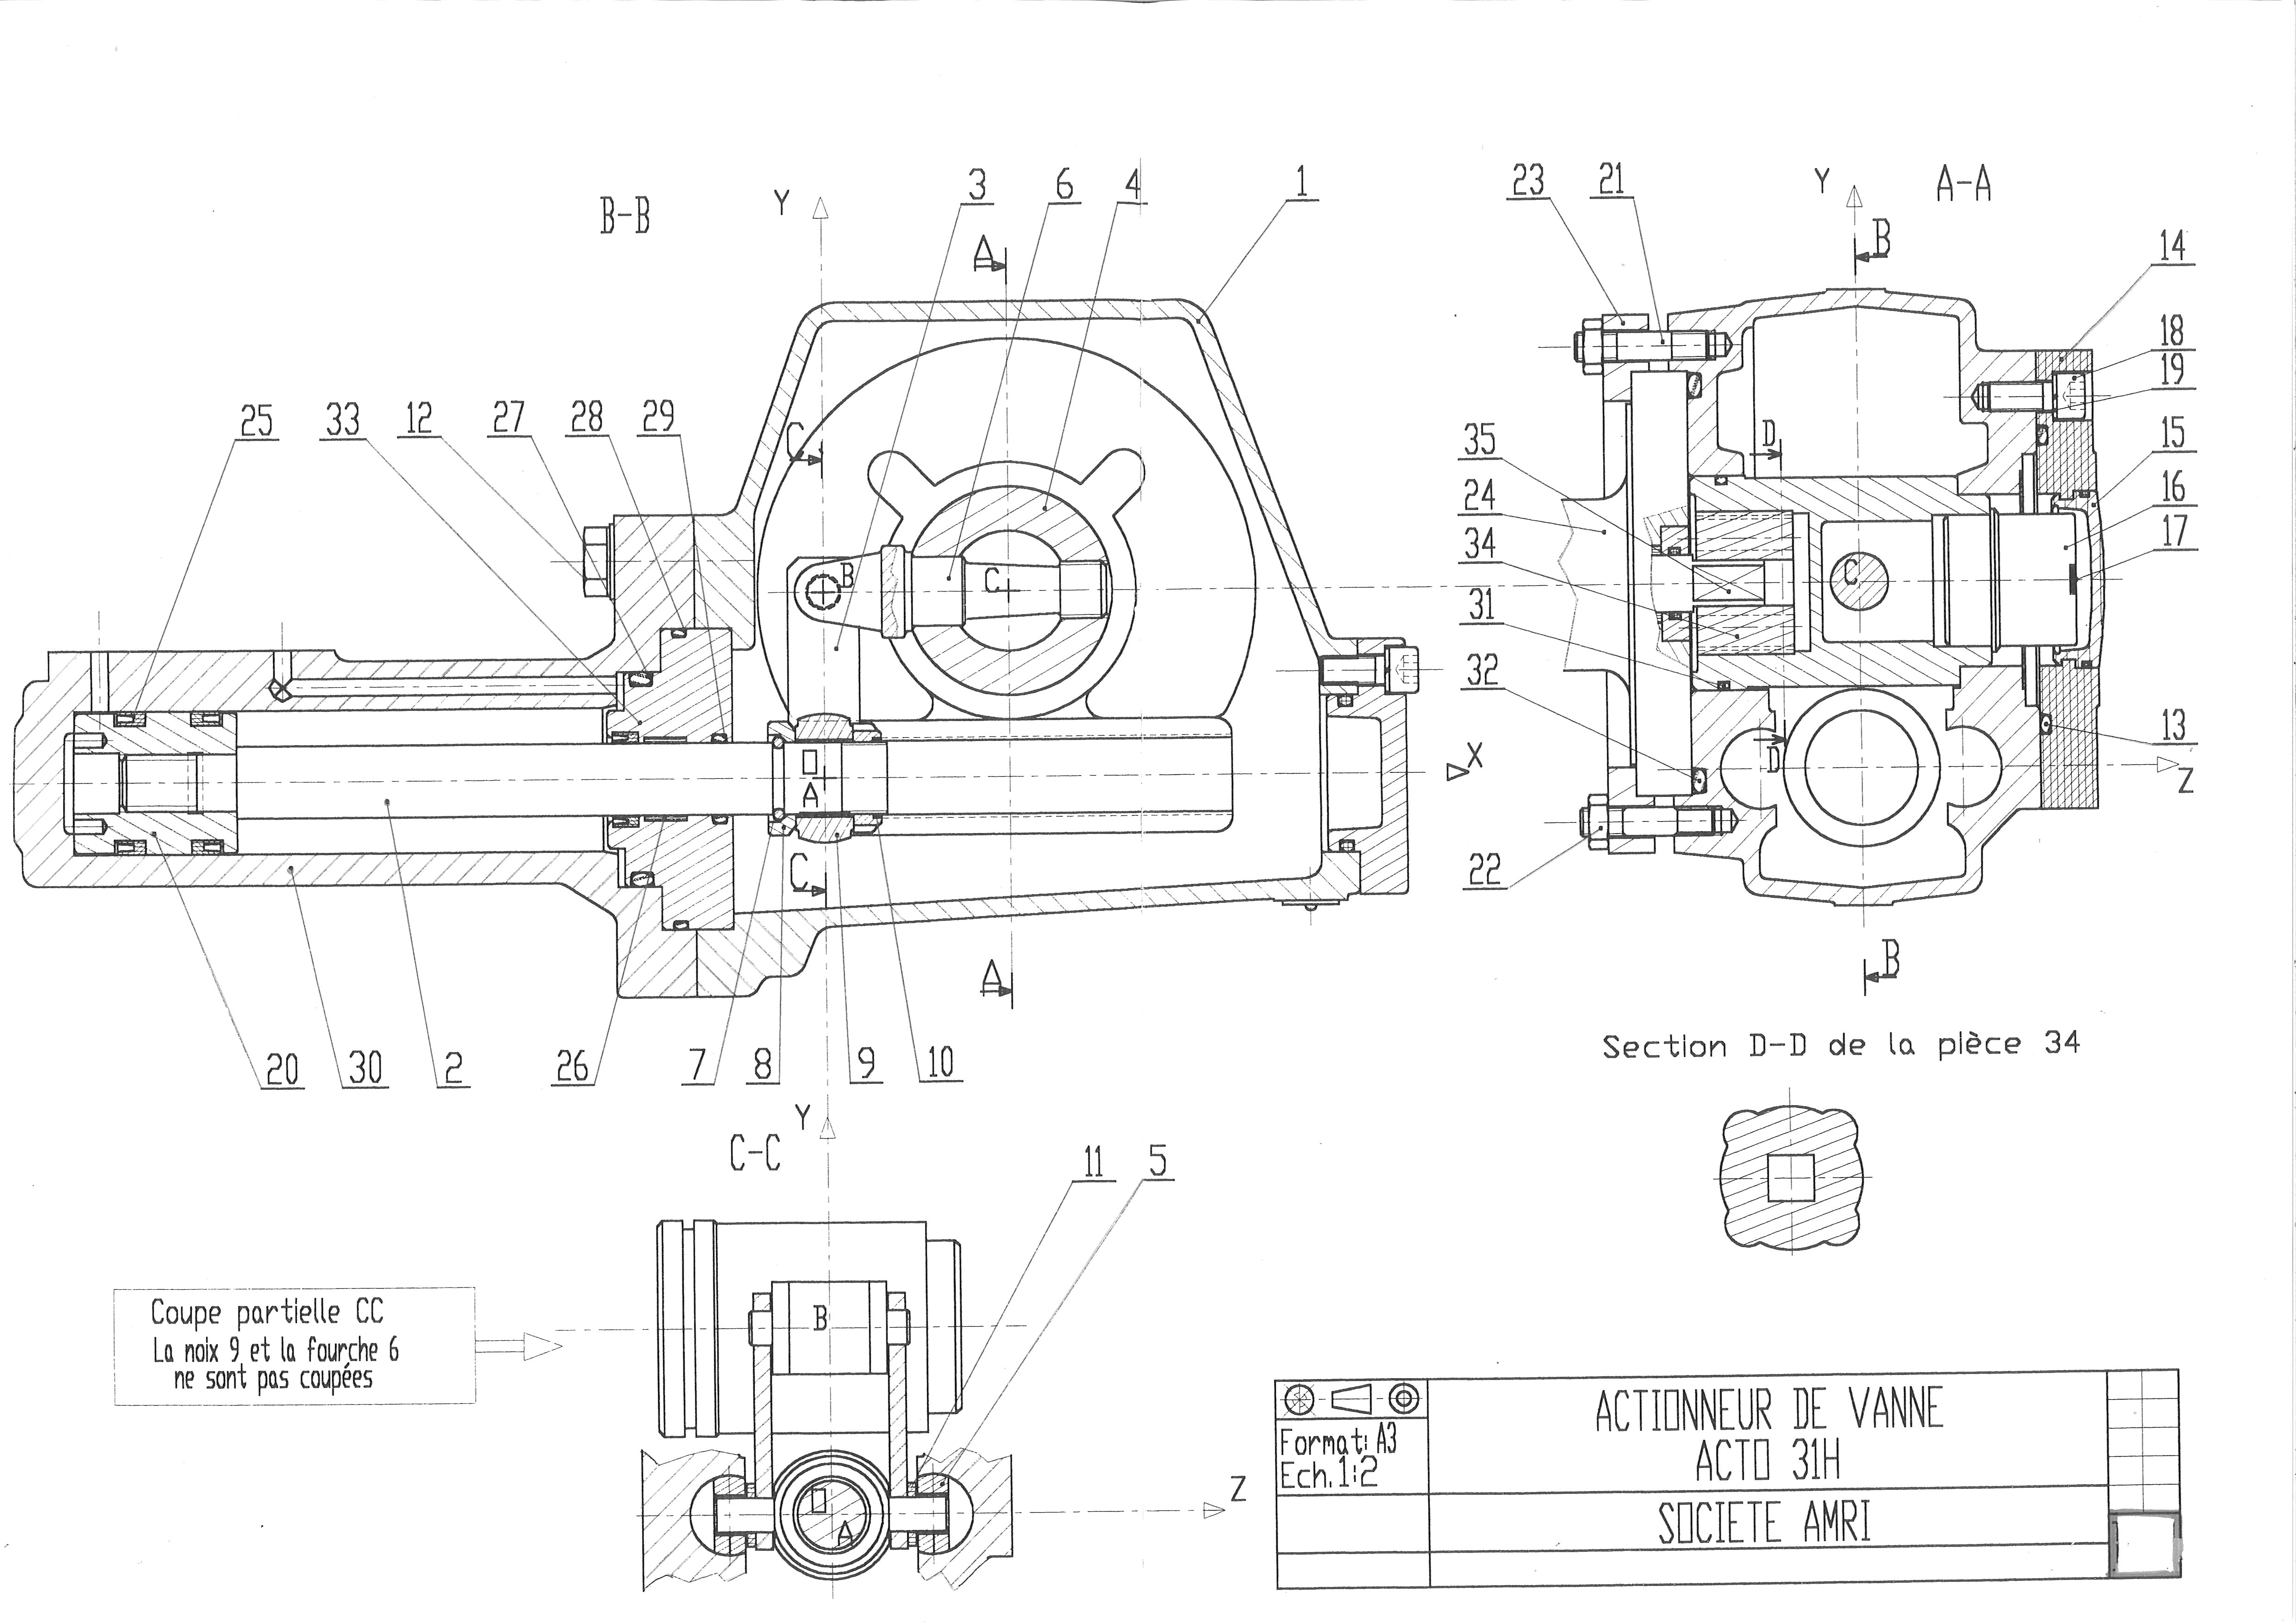 B-B
Y
3
6
4
1
A
25
33
12
27
28
29
C
B
C
X
O
A
C
A
20
30
2
26
7
8
9
10
23
21
Y
A-A
B
14
18
19
15
16
17
13
Z
35
24
34
31
32
22
D
C
D
B
Section D-D de la pièce 34
Y
C-C
11
5
B
O
A
Z
Coupe partielle CC
La noix 9 et la fourche 6
ne sont pas coupées
Format: A3
Ech. 1:2
ACTIONNEUR DE VANNE
ACTO 31H
SOCIETE AMRI